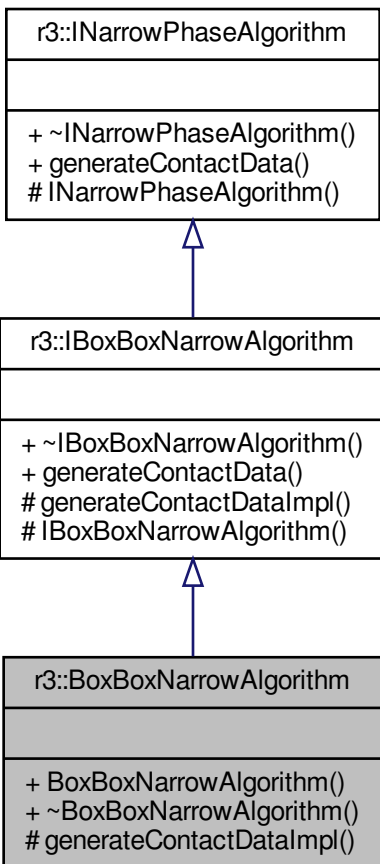 r3::INarrowPhaseAlgorithm
+ ~INarrowPhaseAlgorithm()
+ generateContactData()
# INarrowPhaseAlgorithm()
r3::IBoxBoxNarrowAlgorithm
+ ~IBoxBoxNarrowAlgorithm()
+ generateContactData()
# generateContactDataImpl()
# IBoxBoxNarrowAlgorithm()
r3::BoxBoxNarrowAlgorithm
+ BoxBoxNarrowAlgorithm()
+ ~BoxBoxNarrowAlgorithm()
# generateContactDataImpl()